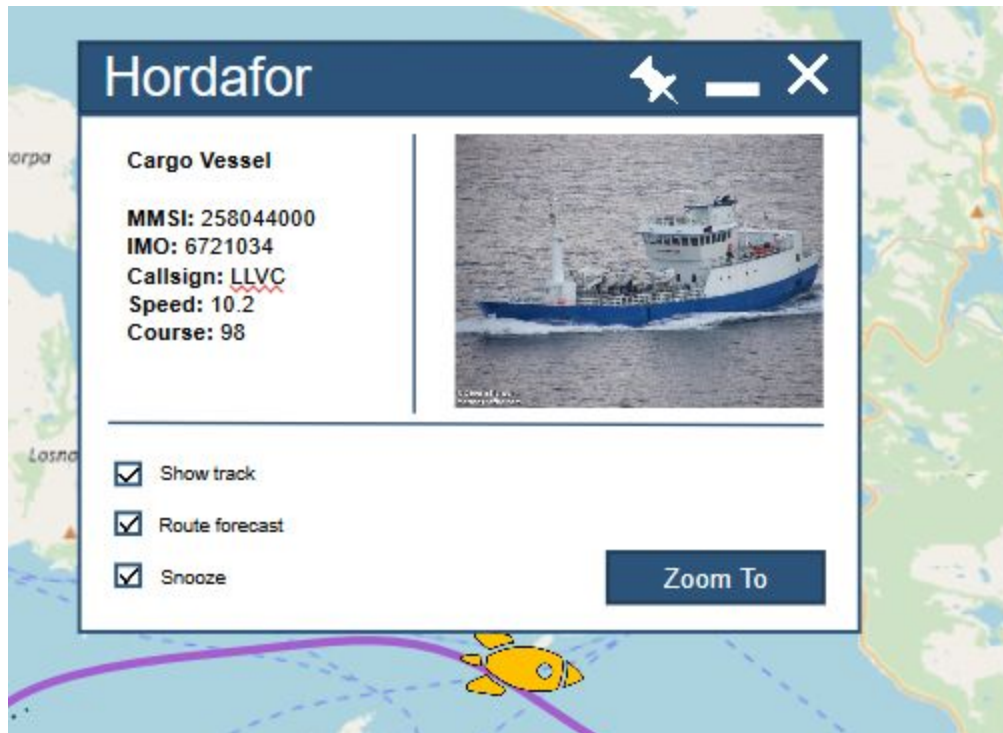 Hordafor
orpa
Cargo Vessel
MMSI: 258044000
IMO: 6721034
Callsign: LLVC
Speed: 10.2
Course: 98
Losna
Show track
Route forecast
Snooze
Zoom To